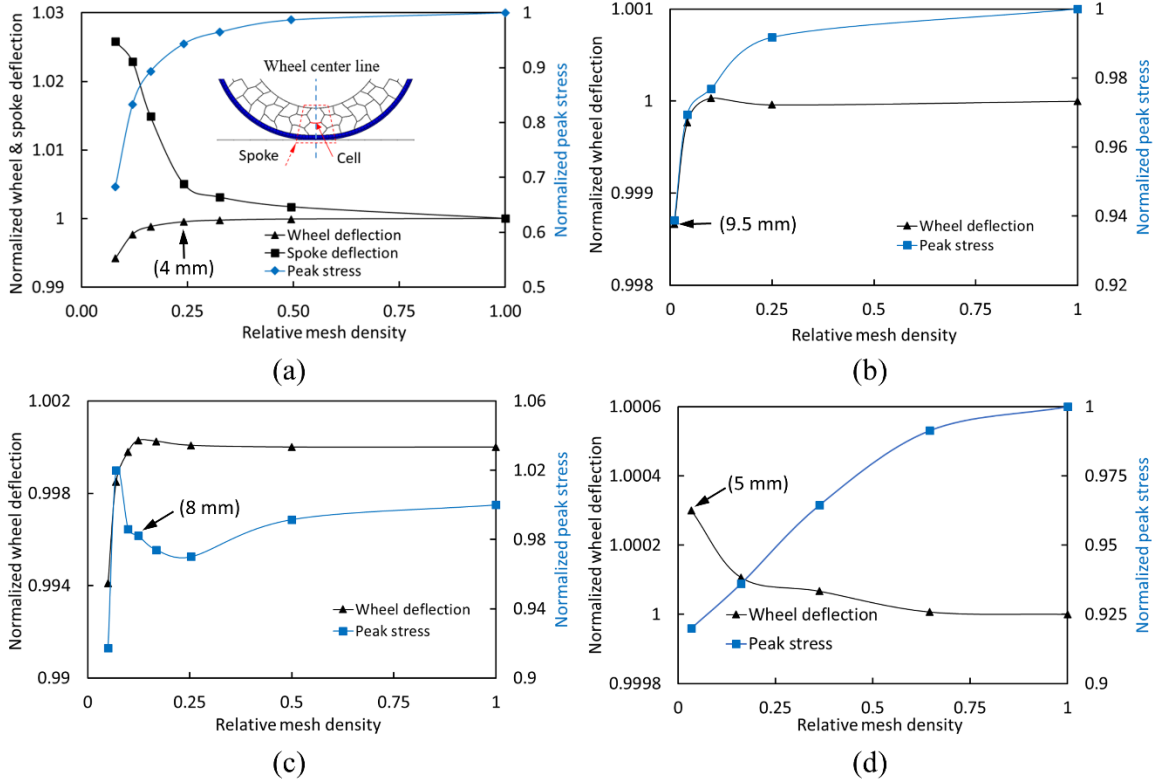 Normalized wheel & spoke deflection
1.03
1.02
1.01
1
0.99
0.00
0.25
0.50
0.75
1.00
Relative mesh density
1
0.9
0.8
0.7
0.6
0.5
Normalized peak stress
Wheel center line
Spoke
Cell
Wheel deflection
Spoke deflection
Peak stress
(4 mm)
(a)
Normalized wheel deflection
1.001
1
0.999
0.998
0
0.25
0.5
0.75
1
Relative mesh density
1
0.98
0.96
0.94
0.92
Normalized peak stress
(9.5 mm)
Wheel deflection
Peak stress
(b)
Normalized wheel deflection
1.002
0.998
0.994
0.99
0
0.25
0.5
0.75
1
Relative mesh density
1.06
1.02
0.98
0.94
0.9
Normalized peak stress
(8 mm)
Wheel deflection
Peak stress
(c)
Normalized wheel deflection
1.0006
1.0004
1.0002
1
0.9998
0
0.25
0.5
0.75
1
Relative mesh density
1
0.975
0.95
0.925
0.9
Normalized peak stress
(5 mm)
Wheel deflection
Peak stress
(d)